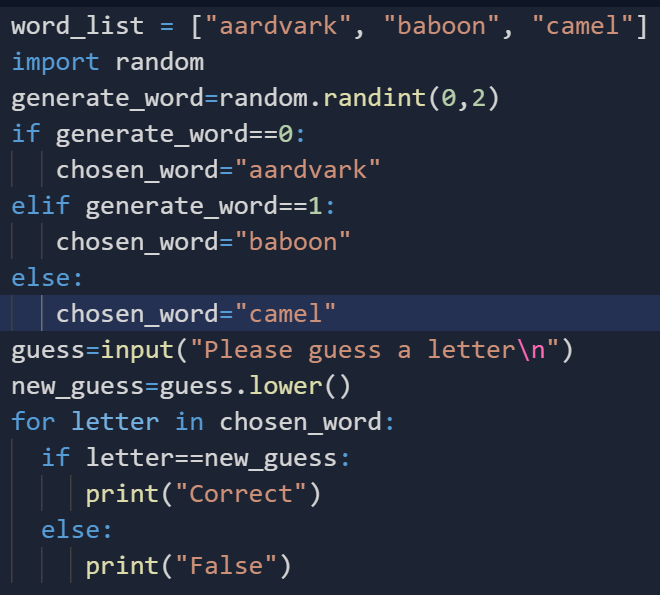 word_list = ["aardvark", "baboon", "camel"]
import random
generate_word=random.randint(0,2)
if generate_word==0:
   chosen_word="aardvark"
elif generate_word==1:
   chosen_word="baboon"
else:
   chosen_word="camel"
guess=input("Please guess a letter\n")
new_guess=guess.lower()
for letter in chosen_word:
  if letter==new_guess:
     print("Correct")
  else:
     print("False")